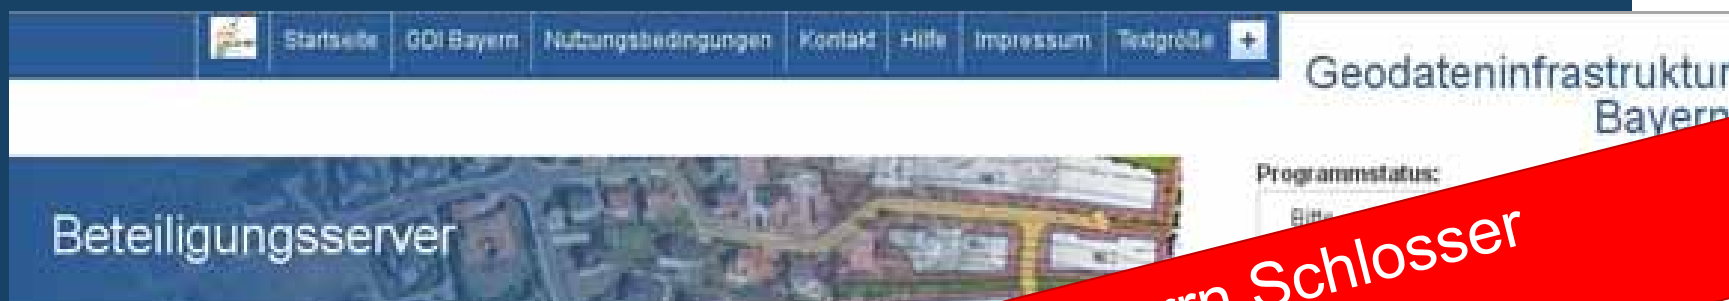 Startseite GDI Bayern Nutzungsbedingungen Kontakt Hilfe Impressum Textgröße +
Geodateninfrastruktur
Bayern
Programmstatus:
Beteiligungsserver
Schlosser